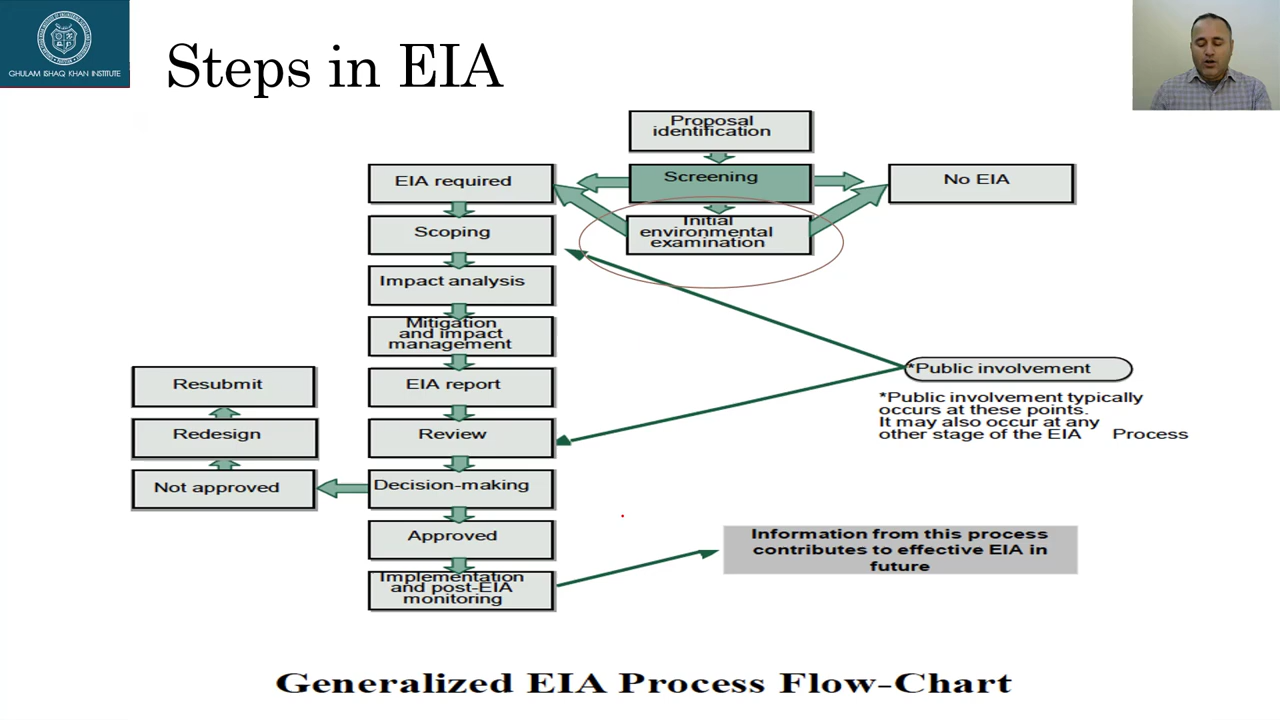 GHULAM ISHAQ KHAN INSTITUTE
Steps in EIA
Proposal
identification
EIA required
Screening
No EIA
Initial
environmental
examination
Scoping
Impact analysis
Mitigation
and impact
management
EIA report
Review
Decision-making
Resubmit
Redesign
Not approved
Approved
Implementation
and post-EIA
monitoring
*Public involvement
*Public involvement typically
occurs at these points.
It may also occur at any
other stage of the EIA Process
Information from this process
contributes to effective EIA in
future
Generalized EIA Process Flow-Chart